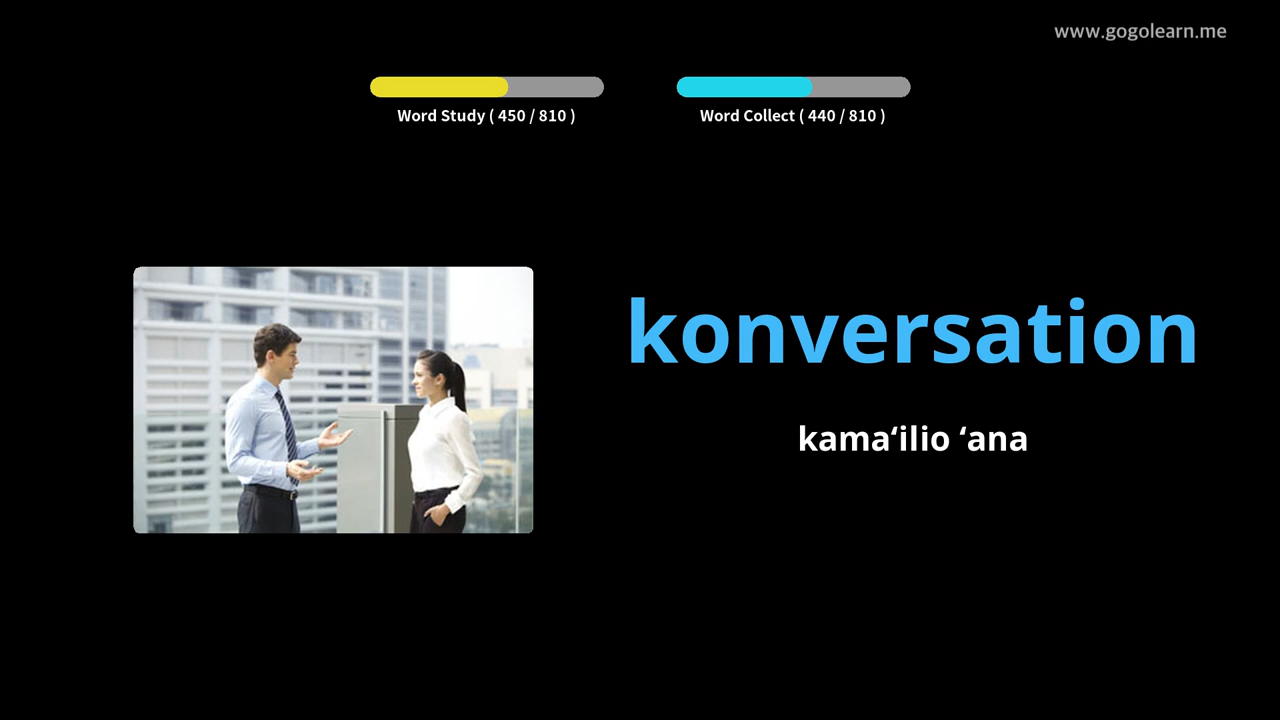 www.gogolearn.me
Word Study ( 450 / 810 )
Word Collect ( 440 / 810 )
konversation
kamaʻilio ʻana